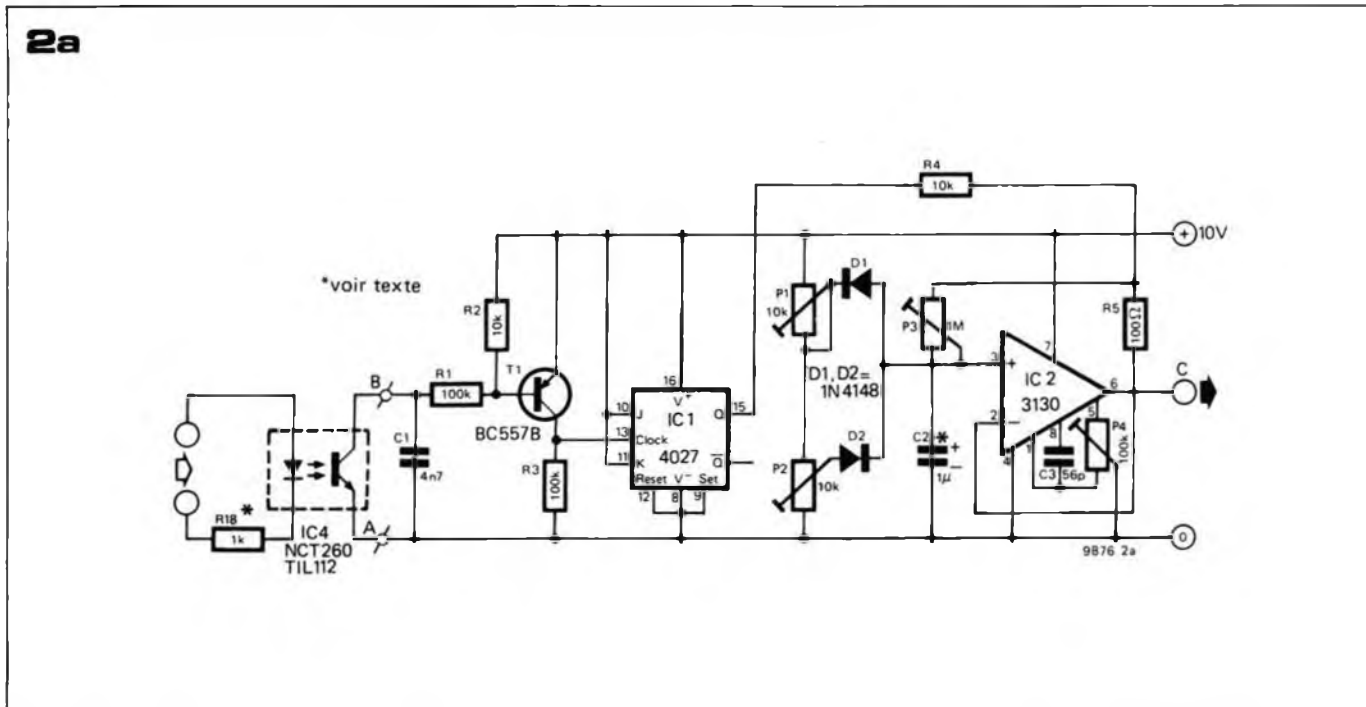 2a
*voir texte
R4
10k
+ 10V
R2
10k
P1
10k
D1
D1, D2=
1N4148
P3
1M
R5
100Ω
B
R1
100k
T1
BC557B
C1
4n7
R3
100k
16
V+
10 J
Q 15
IC1
13 Clock
4027
11 K
Q
Reset V− Set
12 8 9
D2
P2
10k
C2 *
+
−
1µ
3 +
7
IC 2
3130
6
2 −
4
1
8
5
P4
100k
C3 56p
C
R18 *
1k
IC4
NCT260
TIL112
A
0
9876 2a